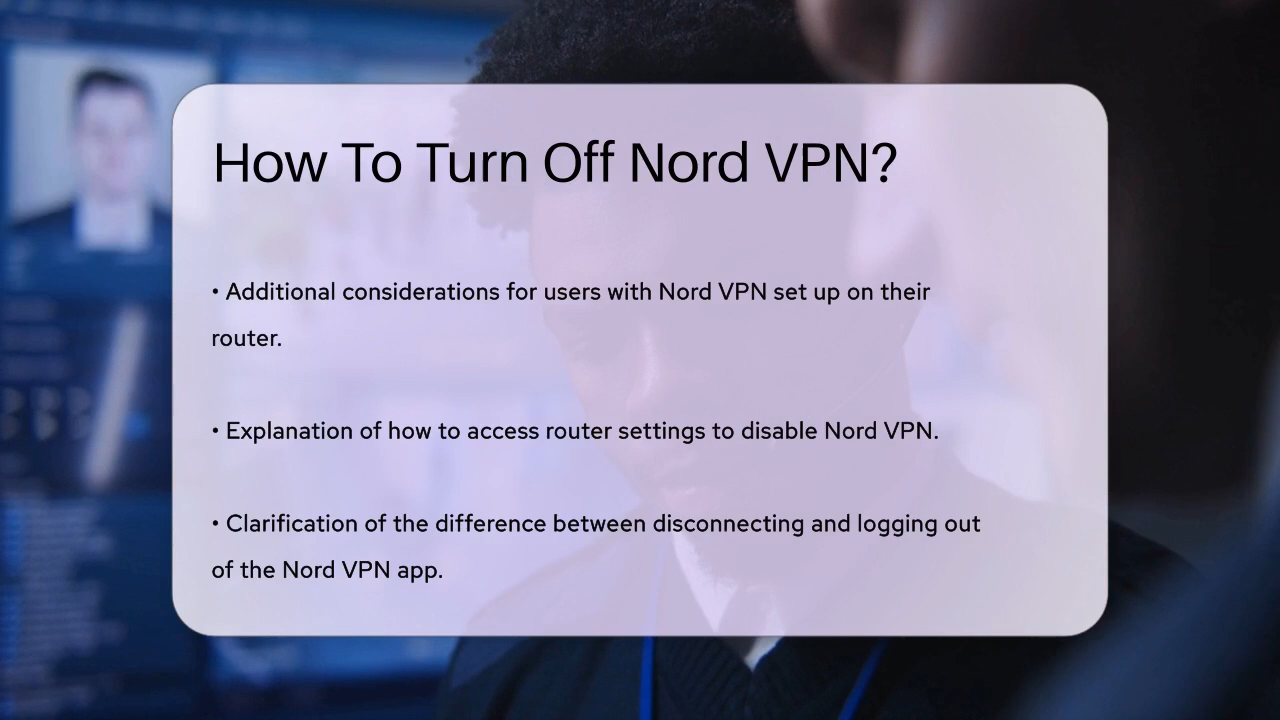 How To Turn Off Nord VPN?
• Additional considerations for users with Nord VPN set up on their
router.
• Explanation of how to access router settings to disable Nord VPN.
• Clarification of the difference between disconnecting and logging out
of the Nord VPN app.